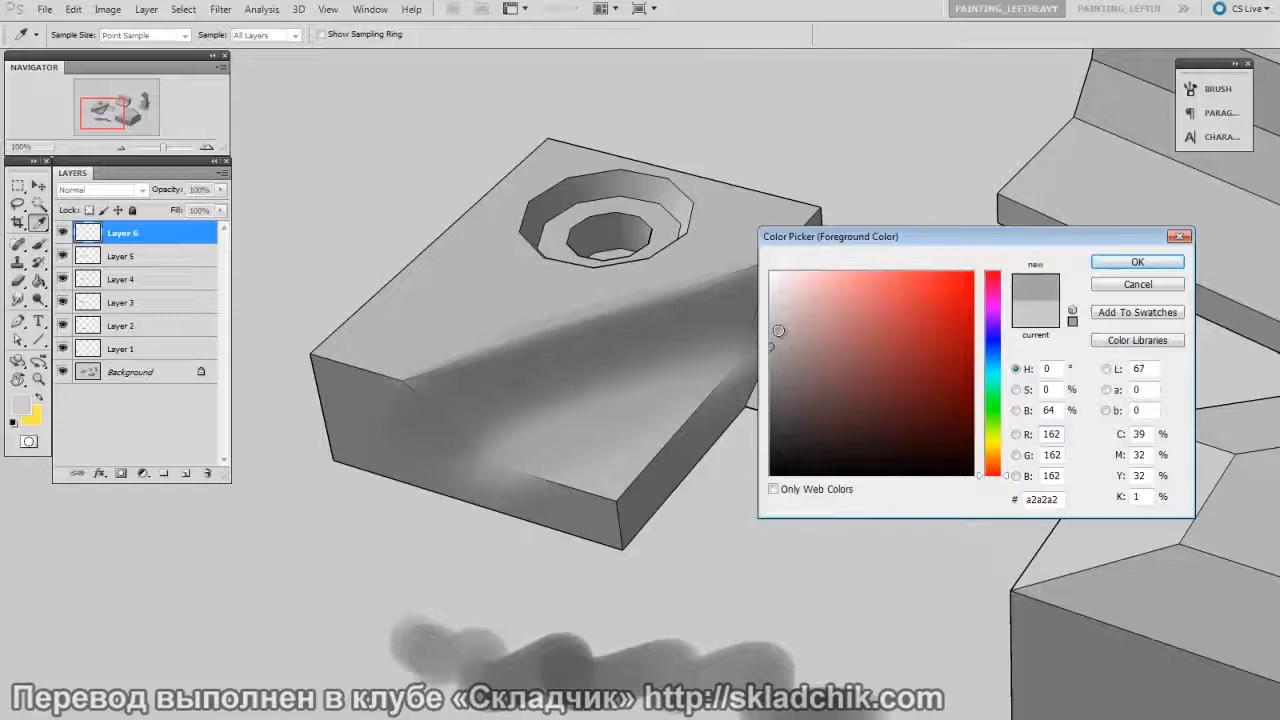 Ps File Edit Image Layer Select Filter Analysis 3D View Window Help PAINTING_LEFTHEAVY PAINTING_LEFTUI CS Live
Sample Size: Point Sample Sample: All Layers Show Sampling Ring
NAVIGATOR
100%
LAYERS
Normal Opacity: 100%
Lock: Fill: 100%
Layer 6
Layer 5
Layer 4
Layer 3
Layer 2
Layer 1
Background
BRUSH
PARAG...
CHARA...
Color Picker (Foreground Color)
new
current
OK
Cancel
Add To Swatches
Color Libraries
H: 0 ° L: 67
S: 0 % a: 0
B: 64 % b: 0
R: 162 C: 39 %
G: 162 M: 32 %
B: 162 Y: 32 %
# a2a2a2 K: 1 %
Only Web Colors
Перевод выполнен в клубе «Складчик» http://skladchik.com